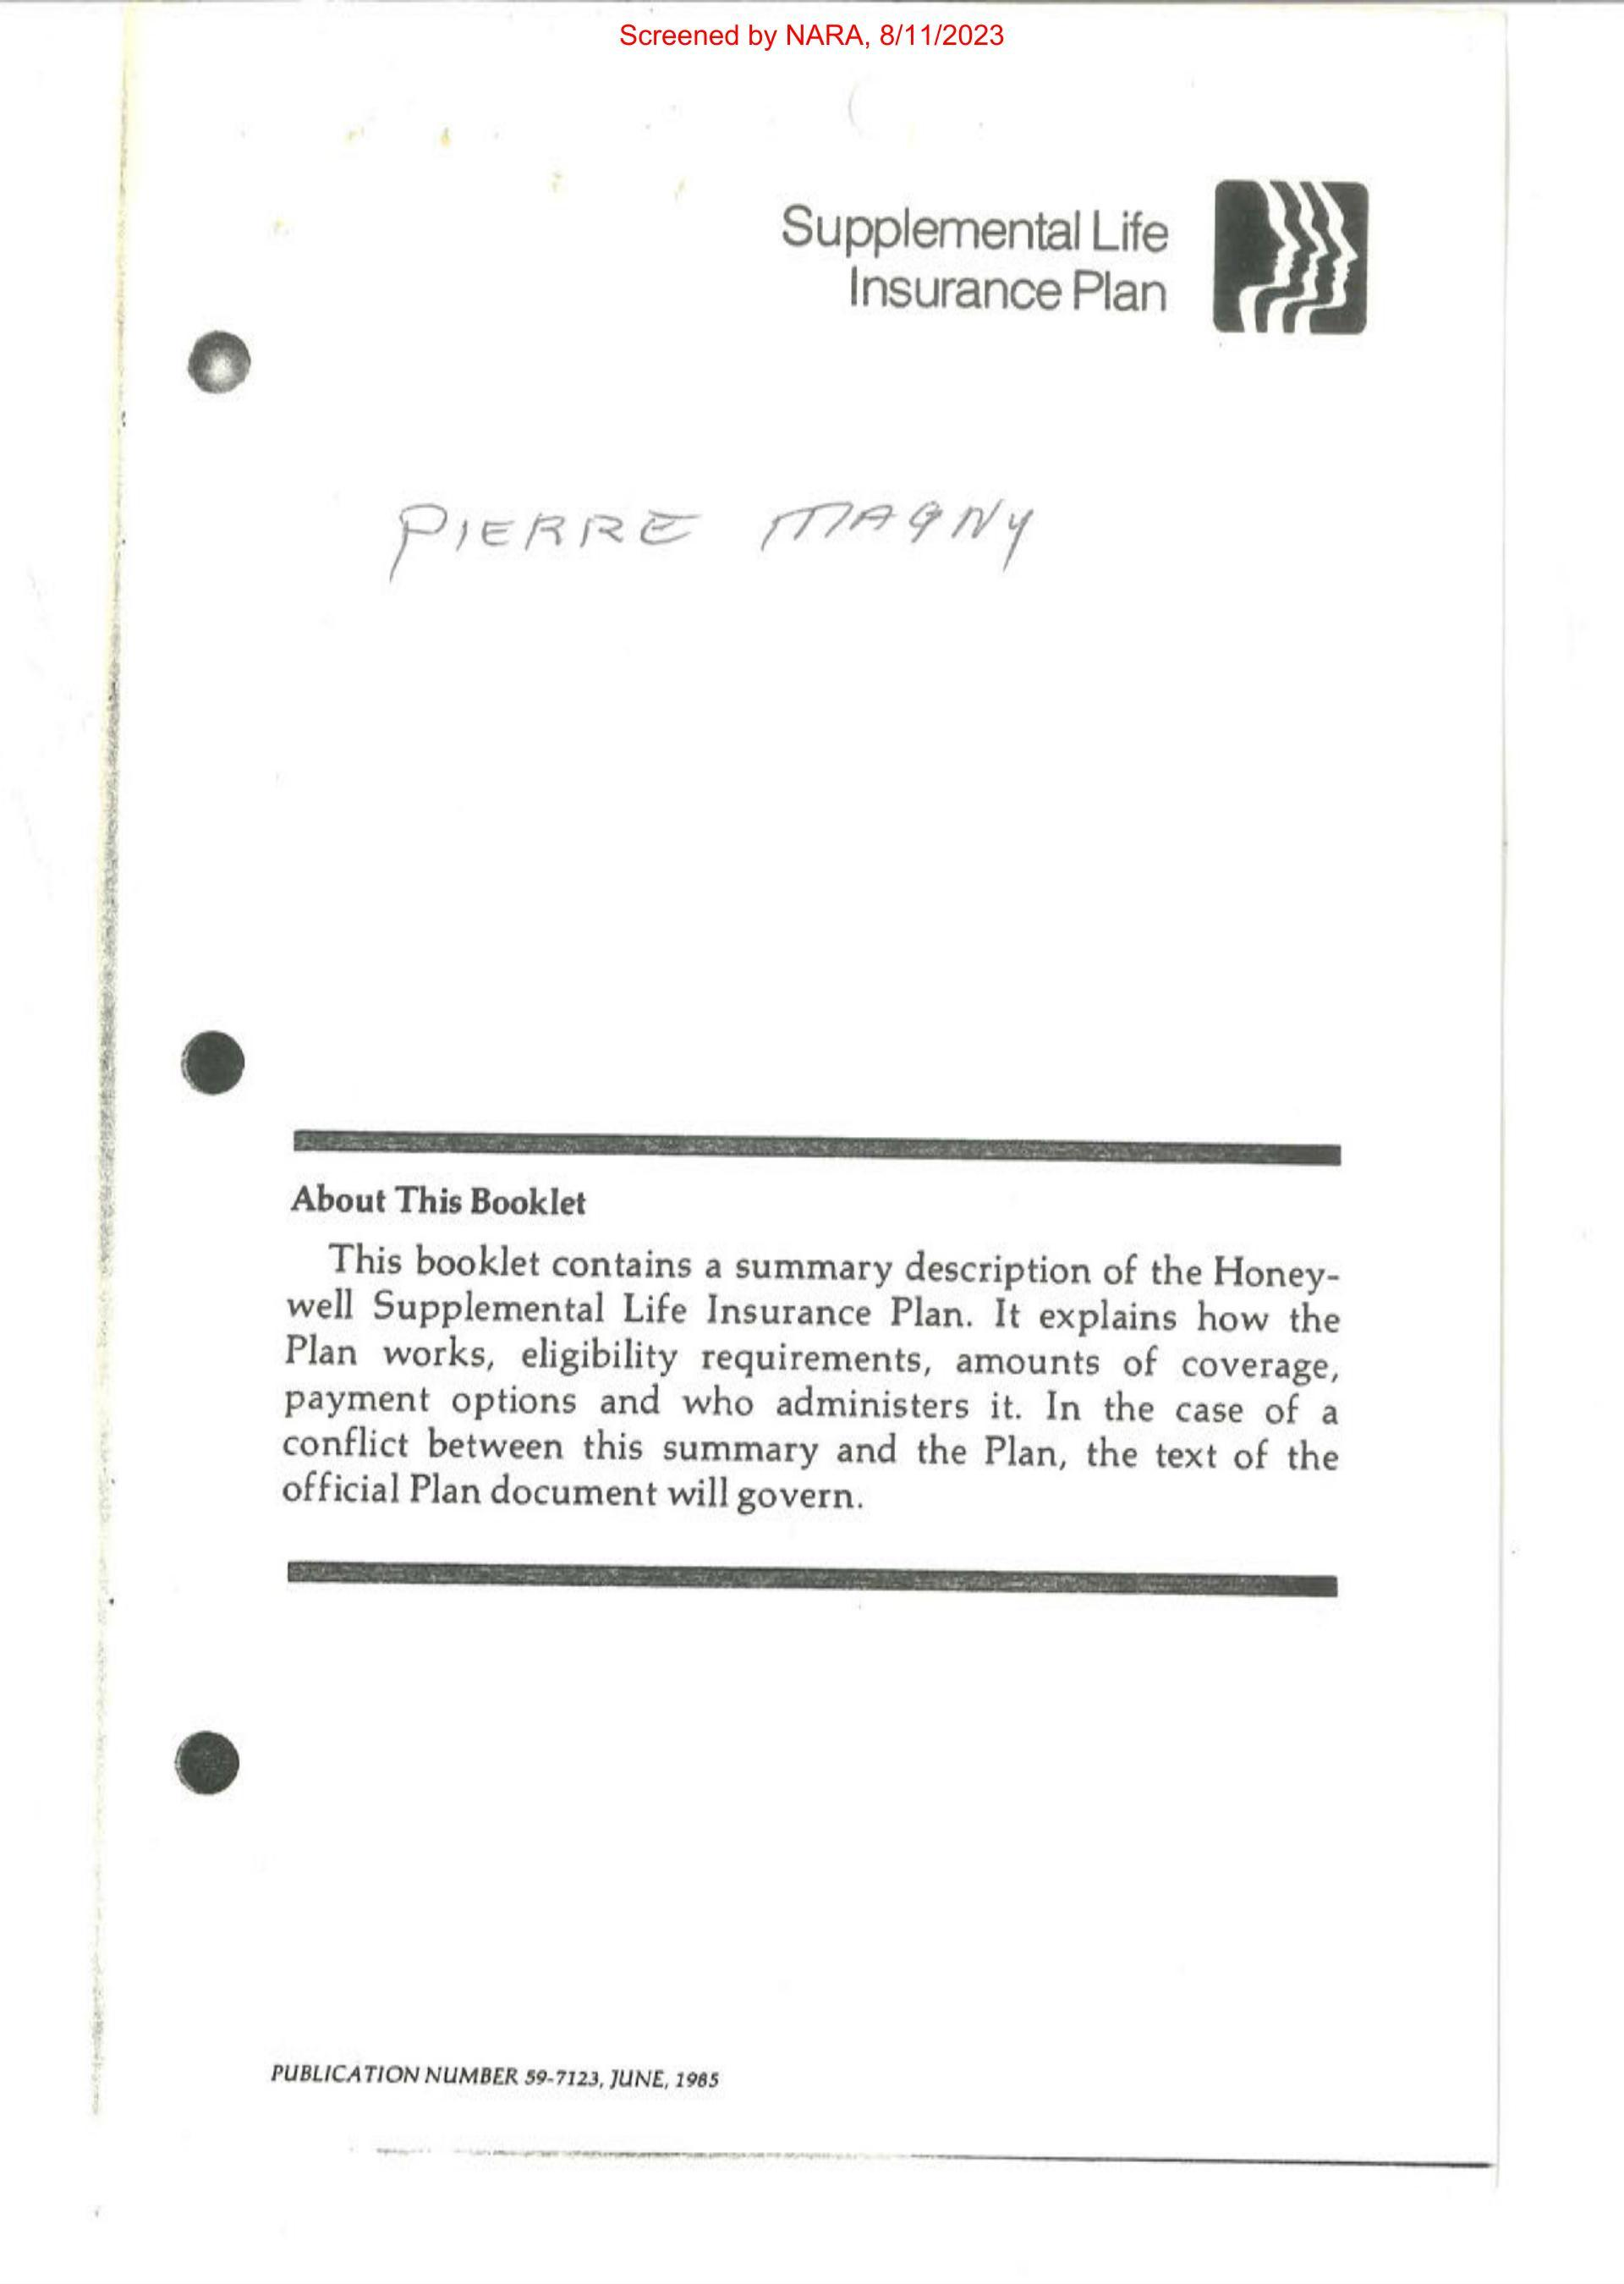 Screened by NARA, 8/11/2023
Supplemental Life
Insurance Plan
PIERRE MAGNY
About This Booklet
This booklet contains a summary description of the Honey-
well Supplemental Life Insurance Plan. It explains how the
Plan works, eligibility requirements, amounts of coverage,
payment options and who administers it. In the case of a
conflict between this summary and the Plan, the text of the
official Plan document will govern.
PUBLICATION NUMBER 59-7123, JUNE, 1985